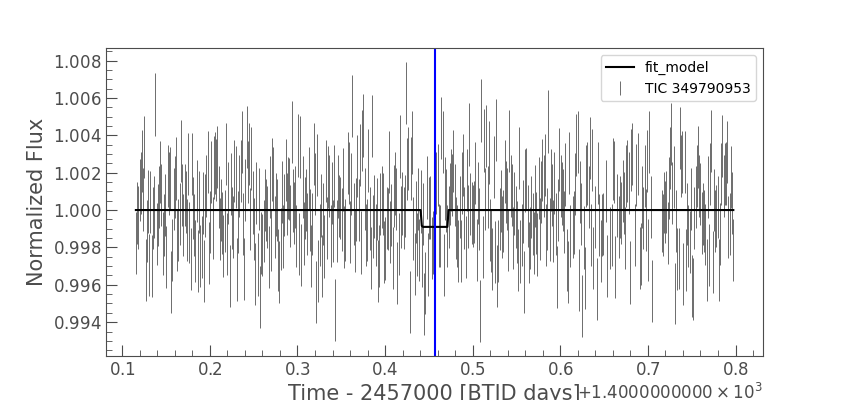 1.008
1.006
1.004
1.002
1.000
0.998
0.996
0.994
Normalized Flux
fit_model
TIC 349790953
0.1 0.2 0.3 0.4 0.5 0.6 0.7 0.8
Time - 2457000 [BTJD days]
+1.4000000000 × 10³